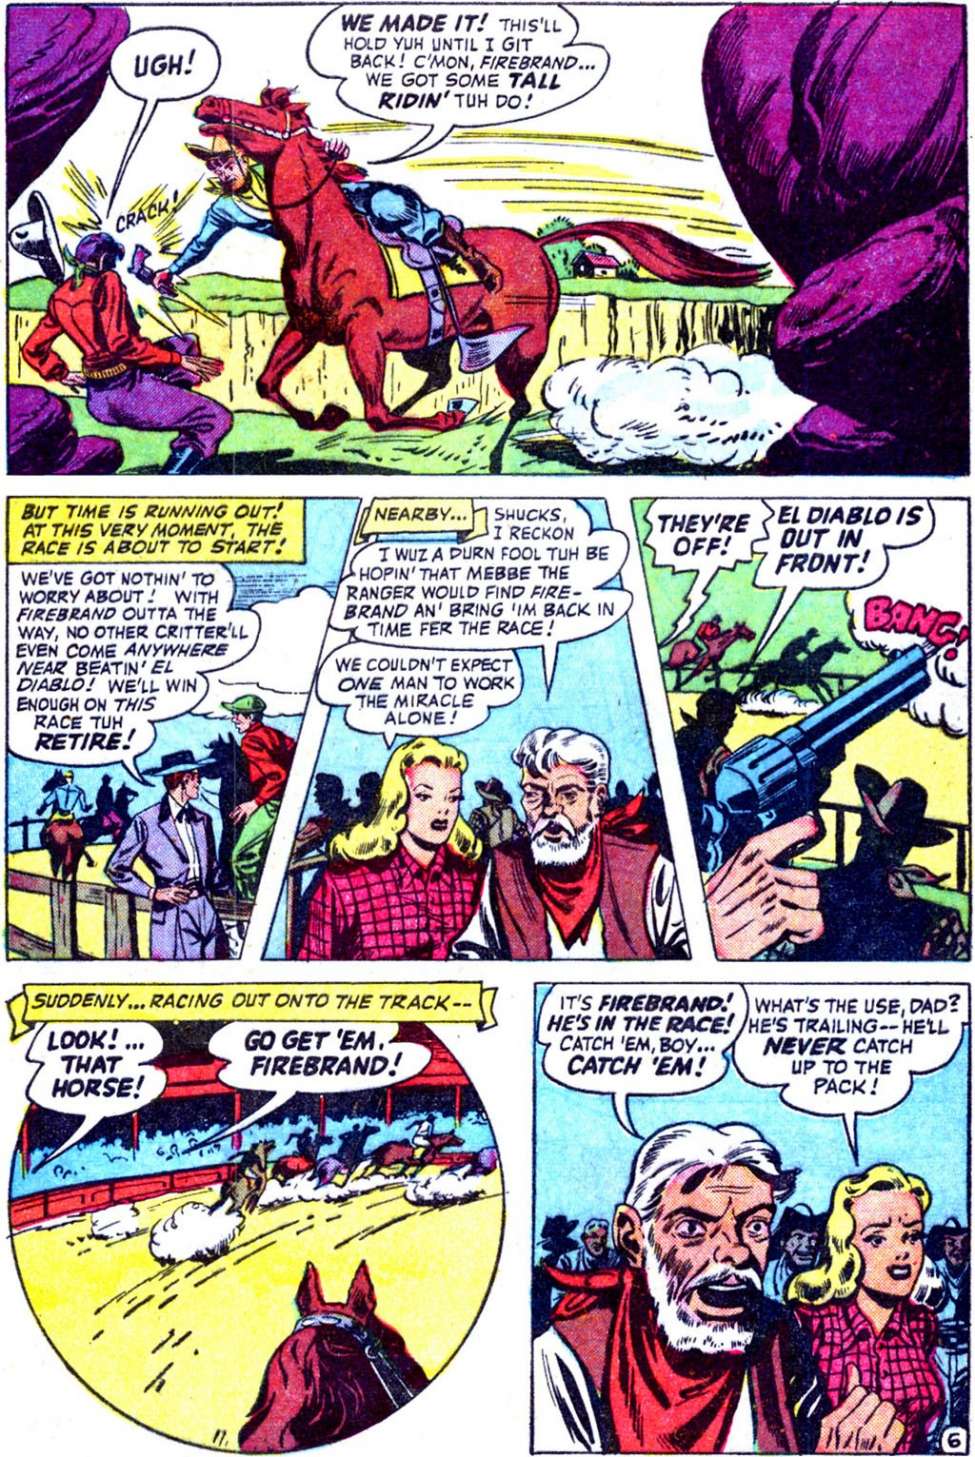 UGH!
WE MADE IT! THIS'LL
HOLD YUH UNTIL I GIT
BACK! C'MON, FIREBRAND...
WE GOT SOME TALL
RIDIN' TUH DO!
CRACK!
BUT TIME IS RUNNING OUT!
AT THIS VERY MOMENT, THE
RACE IS ABOUT TO START!
WE'VE GOT NOTHIN' TO
WORRY ABOUT! WITH
FIREBRAND OUTTA THE
WAY, NO OTHER CRITTER'LL
EVEN COME ANYWHERE
NEAR BEATIN' EL
DIABLO! WE'LL WIN
ENOUGH ON THIS
RACE TUH
RETIRE!
NEARBY...
SHUCKS,
I RECKON
I WUZ A DURN FOOL TUH BE
HOPIN' THAT MEBBE THE
RANGER WOULD FIND FIRE-
BRAND AN' BRING 'IM BACK IN
TIME FER THE RACE!
WE COULDN'T EXPECT
ONE MAN TO WORK
THE MIRACLE
ALONE!
THEY'RE
OFF!
EL DIABLO IS
OUT IN
FRONT!
BANG!
SUDDENLY... RACING OUT ONTO THE TRACK--
LOOK!...
THAT
HORSE!
GO GET 'EM,
FIREBRAND!
IT'S FIREBRAND!
HE'S IN THE RACE!
CATCH 'EM, BOY...
CATCH 'EM!
WHAT'S THE USE, DAD?
HE'S TRAILING-- HE'LL
NEVER CATCH
UP TO THE
PACK!
6